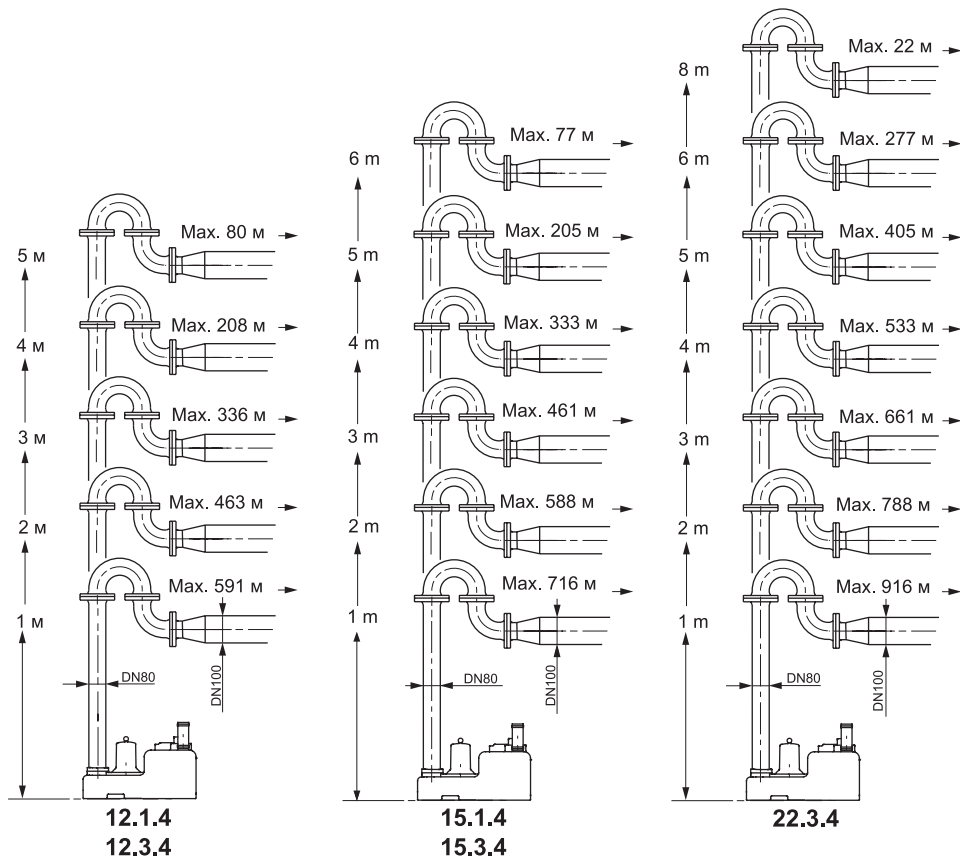 5 м
Max. 80 м
4 м
Max. 208 м
3 м
Max. 336 м
2 м
Max. 463 м
1 м
Max. 591 м
DN80
DN100
12.1.4
12.3.4
6 m
Max. 77 м
5 m
Max. 205 м
4 m
Max. 333 м
3 m
Max. 461 м
2 m
Max. 588 м
1 m
Max. 716 м
DN80
DN100
15.1.4
15.3.4
8 m
Max. 22 м
6 m
Max. 277 м
5 m
Max. 405 м
4 m
Max. 533 м
3 m
Max. 661 м
2 m
Max. 788 м
1 m
Max. 916 м
DN80
DN100
22.3.4